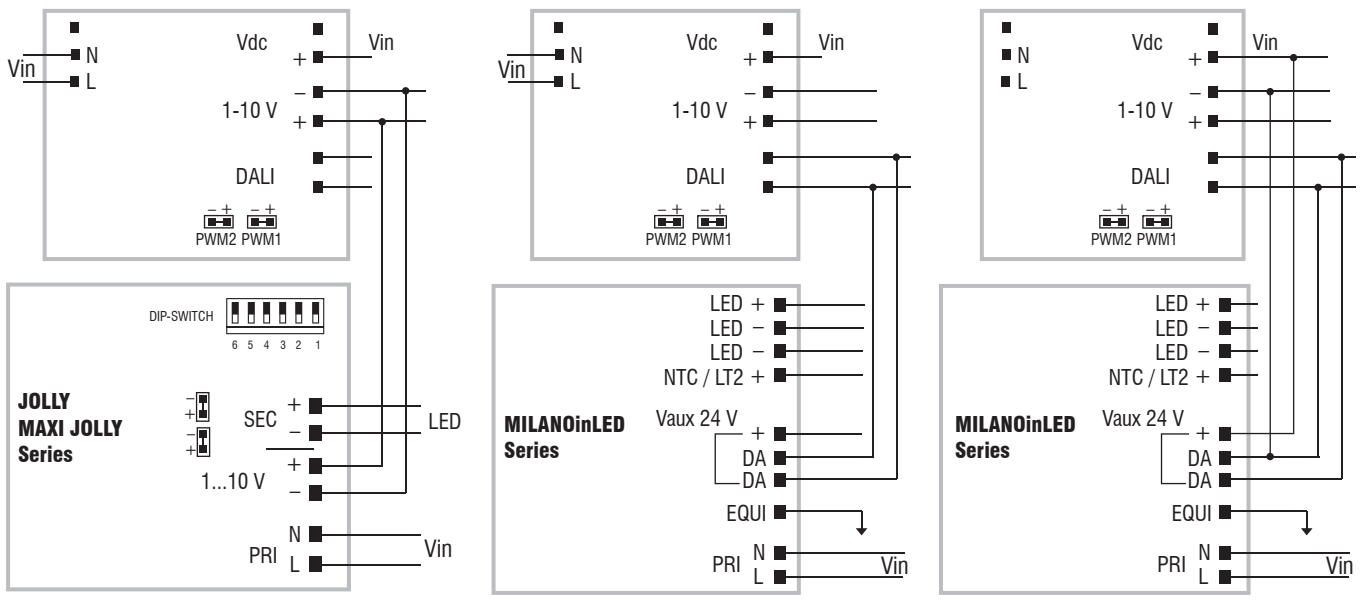 Vin
N
L
Vdc
+
Vin
−
1-10 V
+
DALI
− +
− +
PWM2
PWM1
DIP-SWITCH
6 5 4 3 2 1
JOLLY
MAXI JOLLY
Series
−
+
−
+
SEC
+
−
LED
+
1...10 V
−
PRI
N
L
Vin
Vin
N
L
Vdc
+
Vin
−
1-10 V
+
DALI
− +
− +
PWM2
PWM1
MILANOinLED
Series
LED +
LED −
LED −
NTC / LT2 +
Vaux 24 V
+
DA
DA
EQUI
PRI
N
L
Vin
N
L
Vdc
+
Vin
−
1-10 V
+
DALI
− +
− +
PWM2
PWM1
MILANOinLED
Series
LED +
LED −
LED −
NTC / LT2 +
Vaux 24 V
+
DA
DA
EQUI
PRI
N
L
Vin